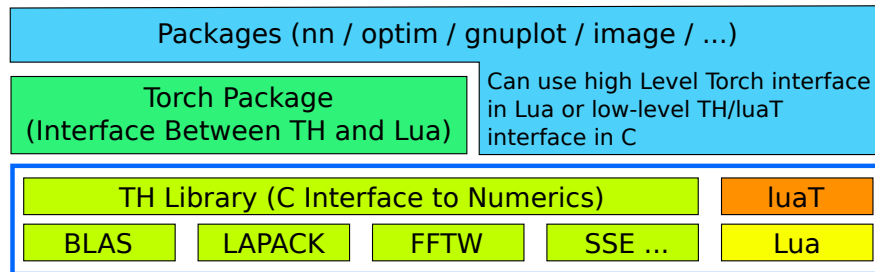 Packages (nn / optim / gnuplot / image / ...)
Can use high Level Torch interface
in Lua or low-level TH/luaT
interface in C
Torch Package
(Interface Between TH and Lua)
TH Library (C Interface to Numerics)
luaT
BLAS
LAPACK
FFTW
SSE ...
Lua